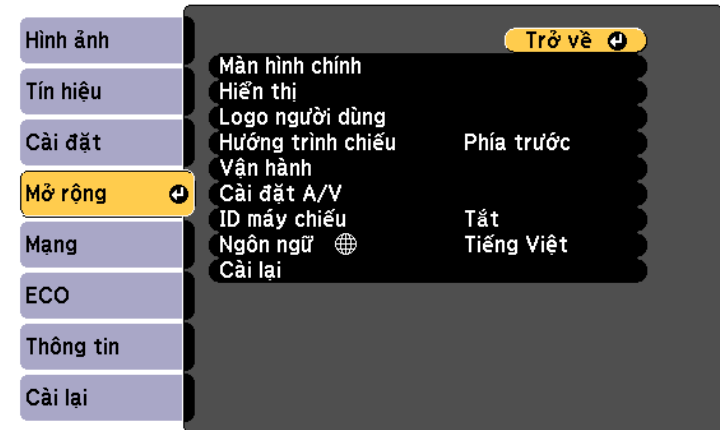 Hình ảnh
Tín hiệu
Cài đặt
Mở rộng
Mạng
ECO
Thông tin
Cài lại
Trở về
Màn hình chính
Hiển thị
Logo người dùng
Hướng trình chiếu Phía trước
Vận hành
Cài đặt A/V
ID máy chiếu Tắt
Ngôn ngữ Tiếng Việt
Cài lại